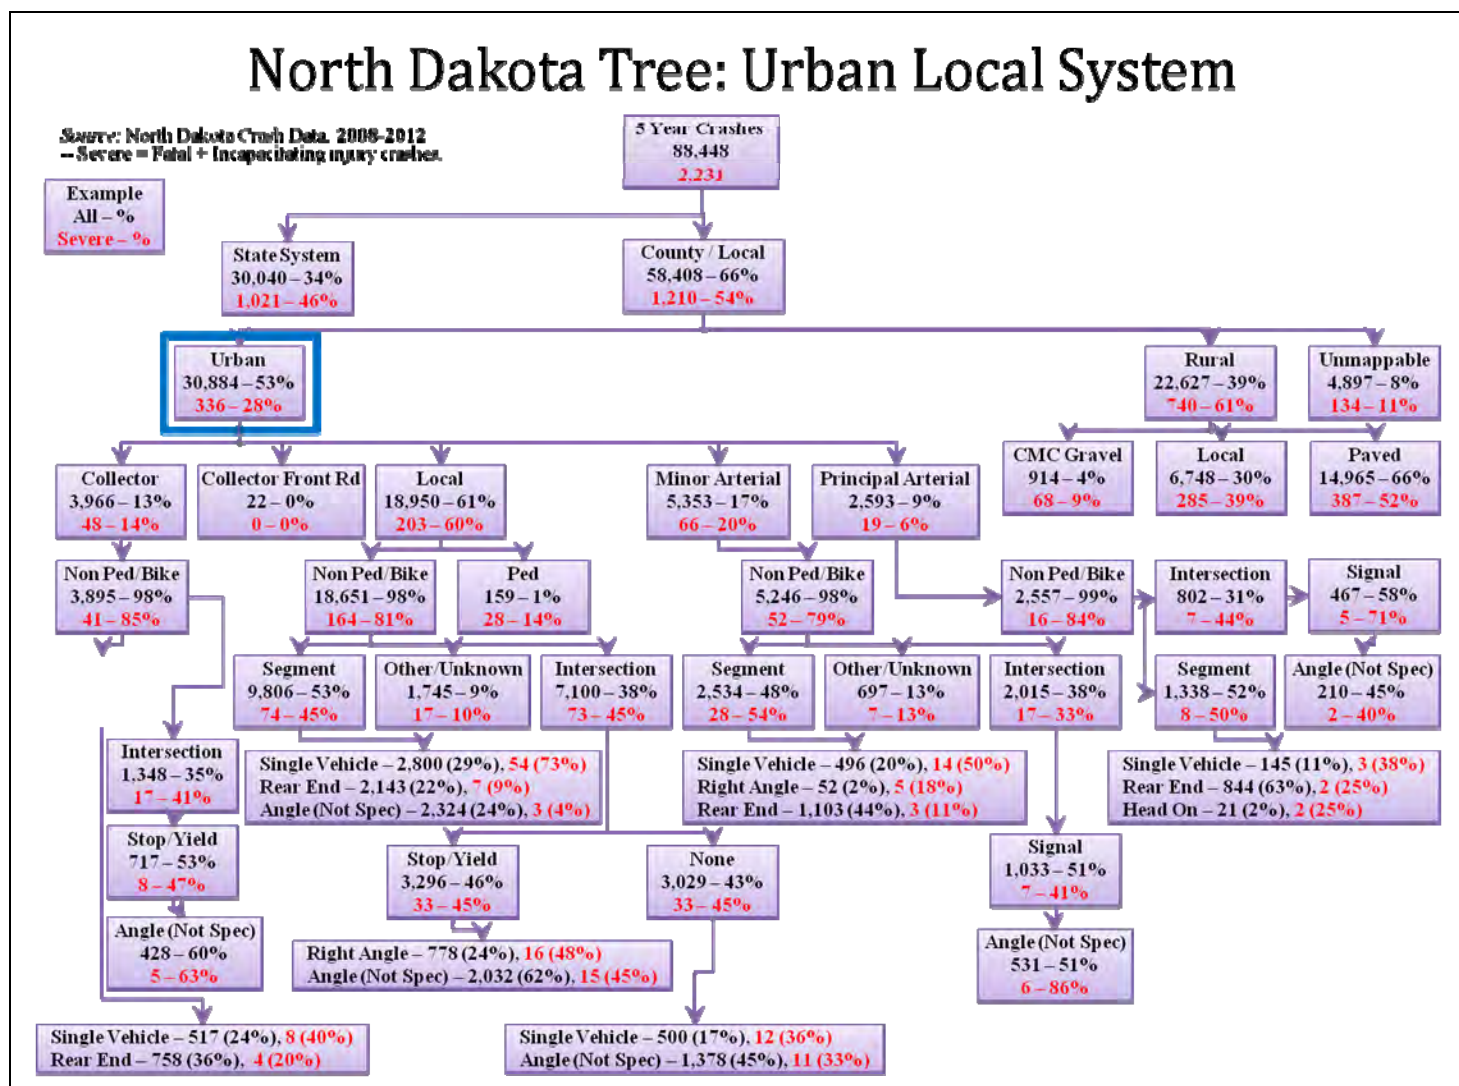 North Dakota Tree: Urban Local System
Source: North Dakota Crash Data, 2008-2012
-- Severe = Fatal + Incapacitating injury crashes.
Example
All – %
Severe – %
5 Year Crashes
88,448
2,231
State System
30,040 – 34%
1,021 – 46%
County / Local
58,408 – 66%
1,210 – 54%
Urban
30,884 – 53%
336 – 28%
Rural
22,627 – 39%
740 – 61%
Unmappable
4,897 – 8%
134 – 11%
Collector
3,966 – 13%
48 – 14%
Collector Front Rd
22 – 0%
0 – 0%
Local
18,950 – 61%
203 – 60%
Minor Arterial
5,353 – 17%
66 – 20%
Principal Arterial
2,593 – 9%
19 – 6%
CMC Gravel
914 – 4%
68 – 9%
Local
6,748 – 30%
285 – 39%
Paved
14,965 – 66%
387 – 52%
Non Ped/Bike
3,895 – 98%
41 – 85%
Non Ped/Bike
18,651 – 98%
164 – 81%
Ped
159 – 1%
28 – 14%
Non Ped/Bike
5,246 – 98%
52 – 79%
Non Ped/Bike
2,557 – 99%
16 – 84%
Intersection
802 – 31%
7 – 44%
Signal
467 – 58%
5 – 71%
Segment
9,806 – 53%
74 – 45%
Other/Unknown
1,745 – 9%
17 – 10%
Intersection
7,100 – 38%
73 – 45%
Segment
2,534 – 48%
28 – 54%
Other/Unknown
697 – 13%
7 – 13%
Intersection
2,015 – 38%
17 – 33%
Segment
1,338 – 52%
8 – 50%
Angle (Not Spec)
210 – 45%
2 – 40%
Intersection
1,348 – 35%
17 – 41%
Single Vehicle – 2,800 (29%), 54 (73%)
Rear End – 2,143 (22%), 7 (9%)
Angle (Not Spec) – 2,324 (24%), 3 (4%)
Single Vehicle – 496 (20%), 14 (50%)
Right Angle – 52 (2%), 5 (18%)
Rear End – 1,103 (44%), 3 (11%)
Single Vehicle – 145 (11%), 3 (38%)
Rear End – 844 (63%), 2 (25%)
Head On – 21 (2%), 2 (25%)
Stop/Yield
717 – 53%
8 – 47%
Stop/Yield
3,296 – 46%
33 – 45%
None
3,029 – 43%
33 – 45%
Signal
1,033 – 51%
7 – 41%
Angle (Not Spec)
428 – 60%
5 – 63%
Right Angle – 778 (24%), 16 (48%)
Angle (Not Spec) – 2,032 (62%), 15 (45%)
Angle (Not Spec)
531 – 51%
6 – 86%
Single Vehicle – 517 (24%), 8 (40%)
Rear End – 758 (36%), 4 (20%)
Single Vehicle – 500 (17%), 12 (36%)
Angle (Not Spec) – 1,378 (45%), 11 (33%)